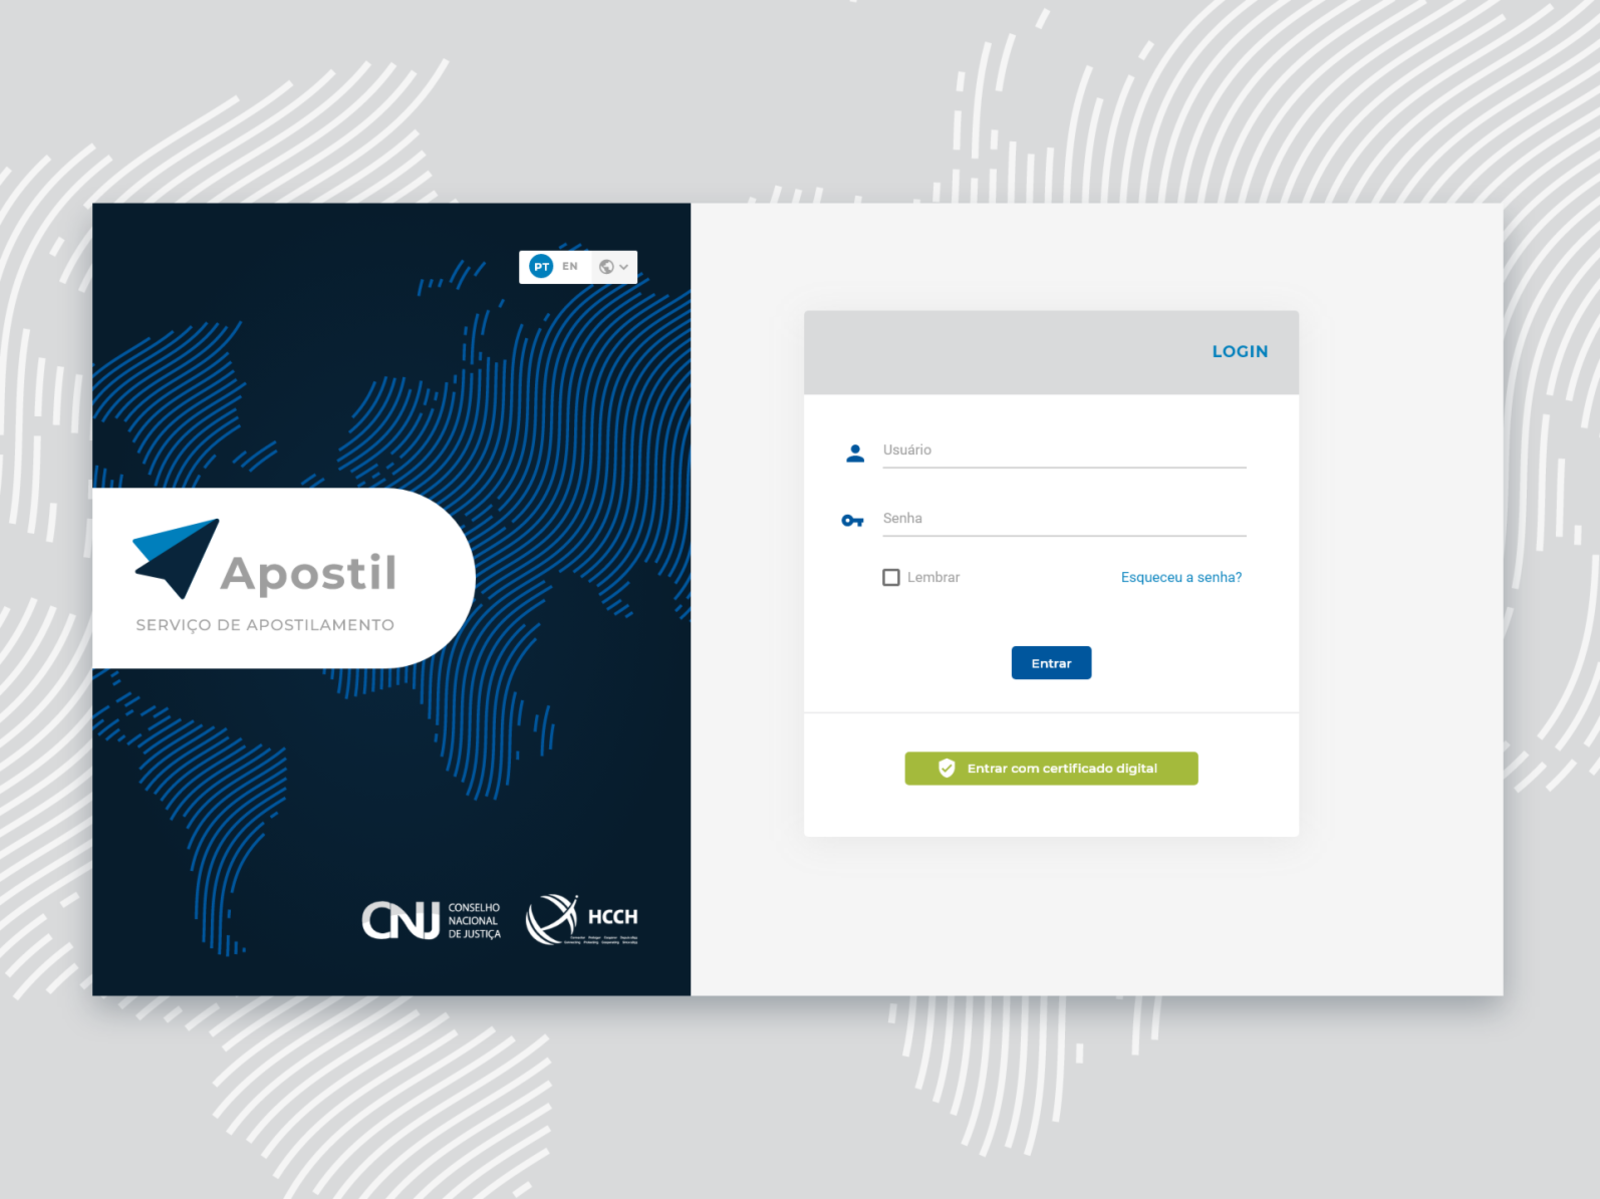 PT EN
Apostil
SERVIÇO DE APOSTILAMENTO
CNJ
CONSELHO
NACIONAL
DE JUSTIÇA
HCCH
LOGIN
Usuário
Senha
Lembrar
Esqueceu a senha?
Entrar
Entrar com certificado digital